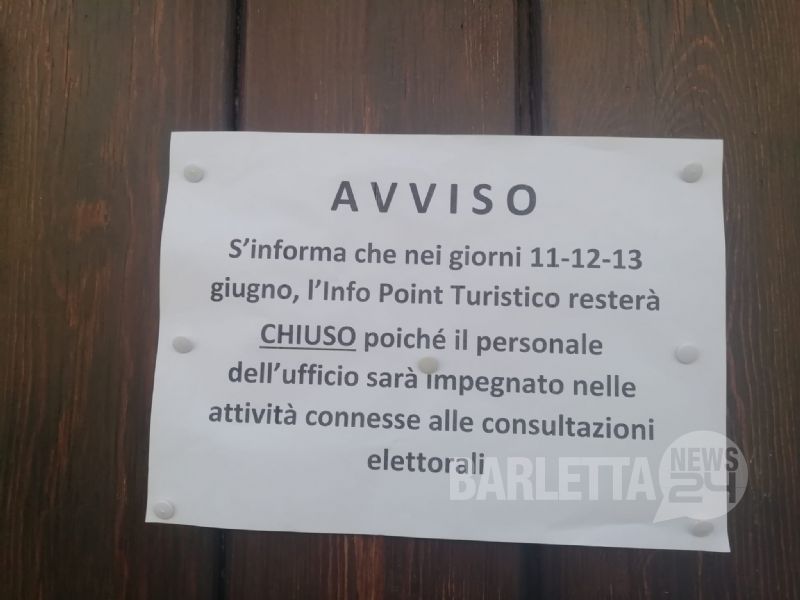 AVVISO
S'informa che nei giorni 11-12-13
giugno, l'Info Point Turistico resterà
CHIUSO poiché il personale
dell'ufficio sarà impegnato nelle
attività connesse alle consultazioni
elettorali
BARLETTA
NEWS
24